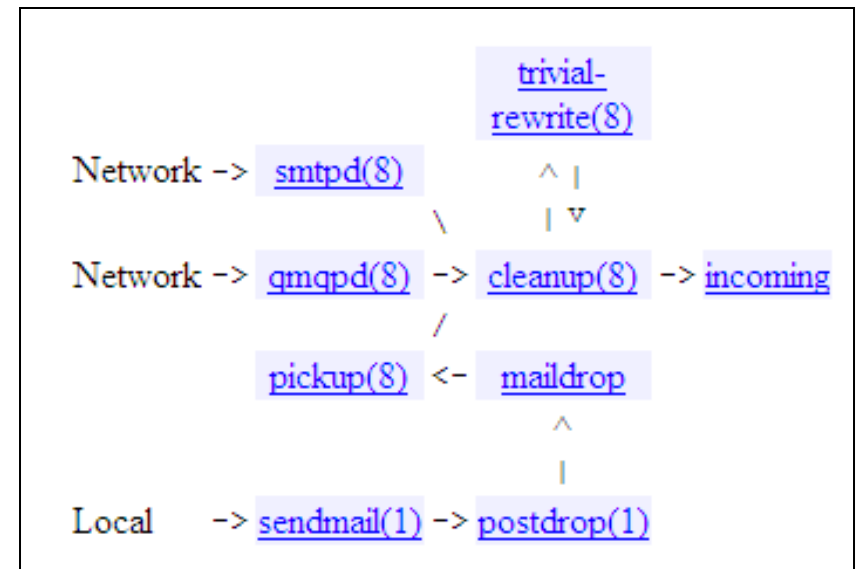 trivial-
rewrite(8)
Network -> smtpd(8) ^ |
\ | v
Network -> qmqpd(8) -> cleanup(8) -> incoming
/
pickup(8) <- maildrop
^
|
Local -> sendmail(1) -> postdrop(1)